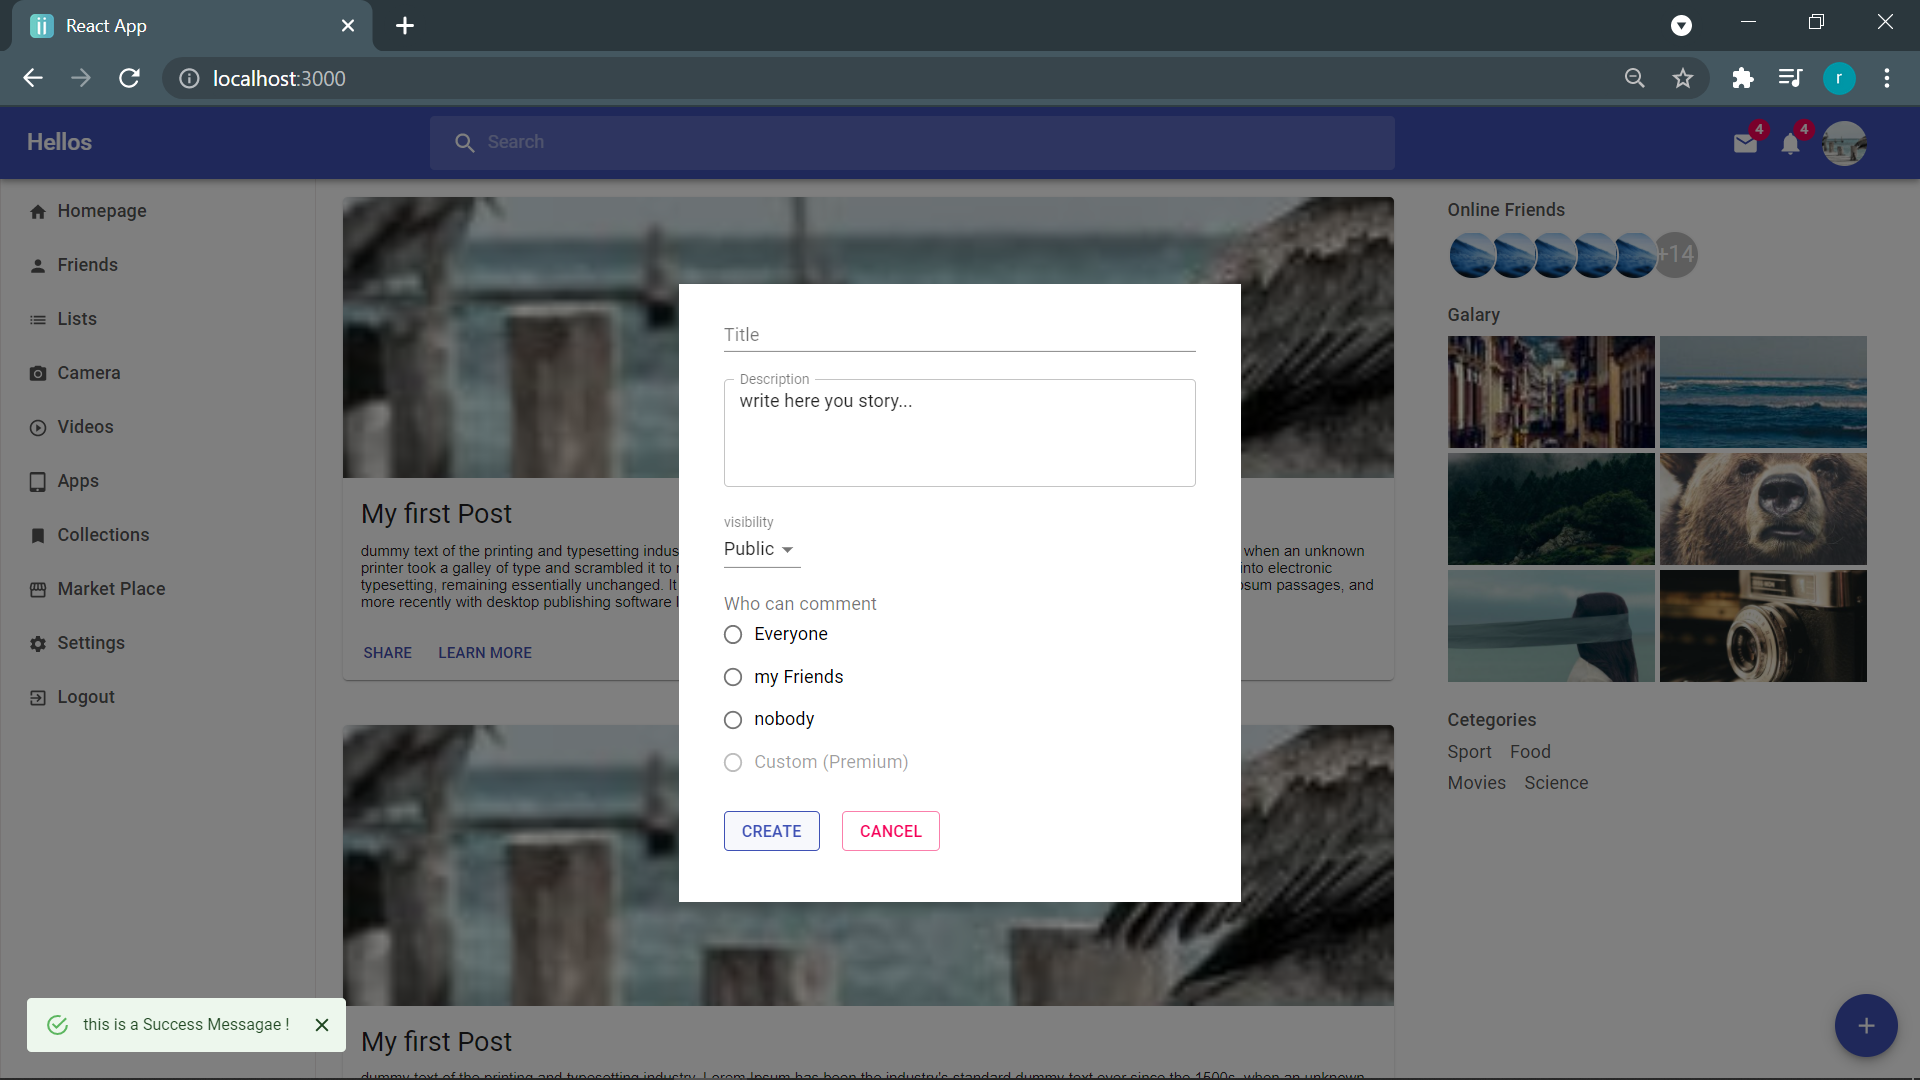 React App
localhost:3000
r
Hellos
Search
4
4
Homepage
Friends
Lists
Camera
Videos
Apps
Collections
Market Place
Settings
Logout
My first Post
dummy text of the printing and typesetting indus
when an unknown
printer took a galley of type and scrambled it to
into electronic
typesetting, remaining essentially unchanged. It
psum passages, and
more recently with desktop publishing software
SHARE LEARN MORE
Title
Description
write here you story...
visibility
Public
Who can comment
Everyone
my Friends
nobody
Custom (Premium)
CREATE CANCEL
Online Friends
+14
Galary
Cetegories
Sport Food
Movies Science
My first Post
dummy text of the printing and typesetting industry. Lorem Ipsum has been the industry's standard dummy text ever since the 1500s, when an unknown
this is a Success Messagae !